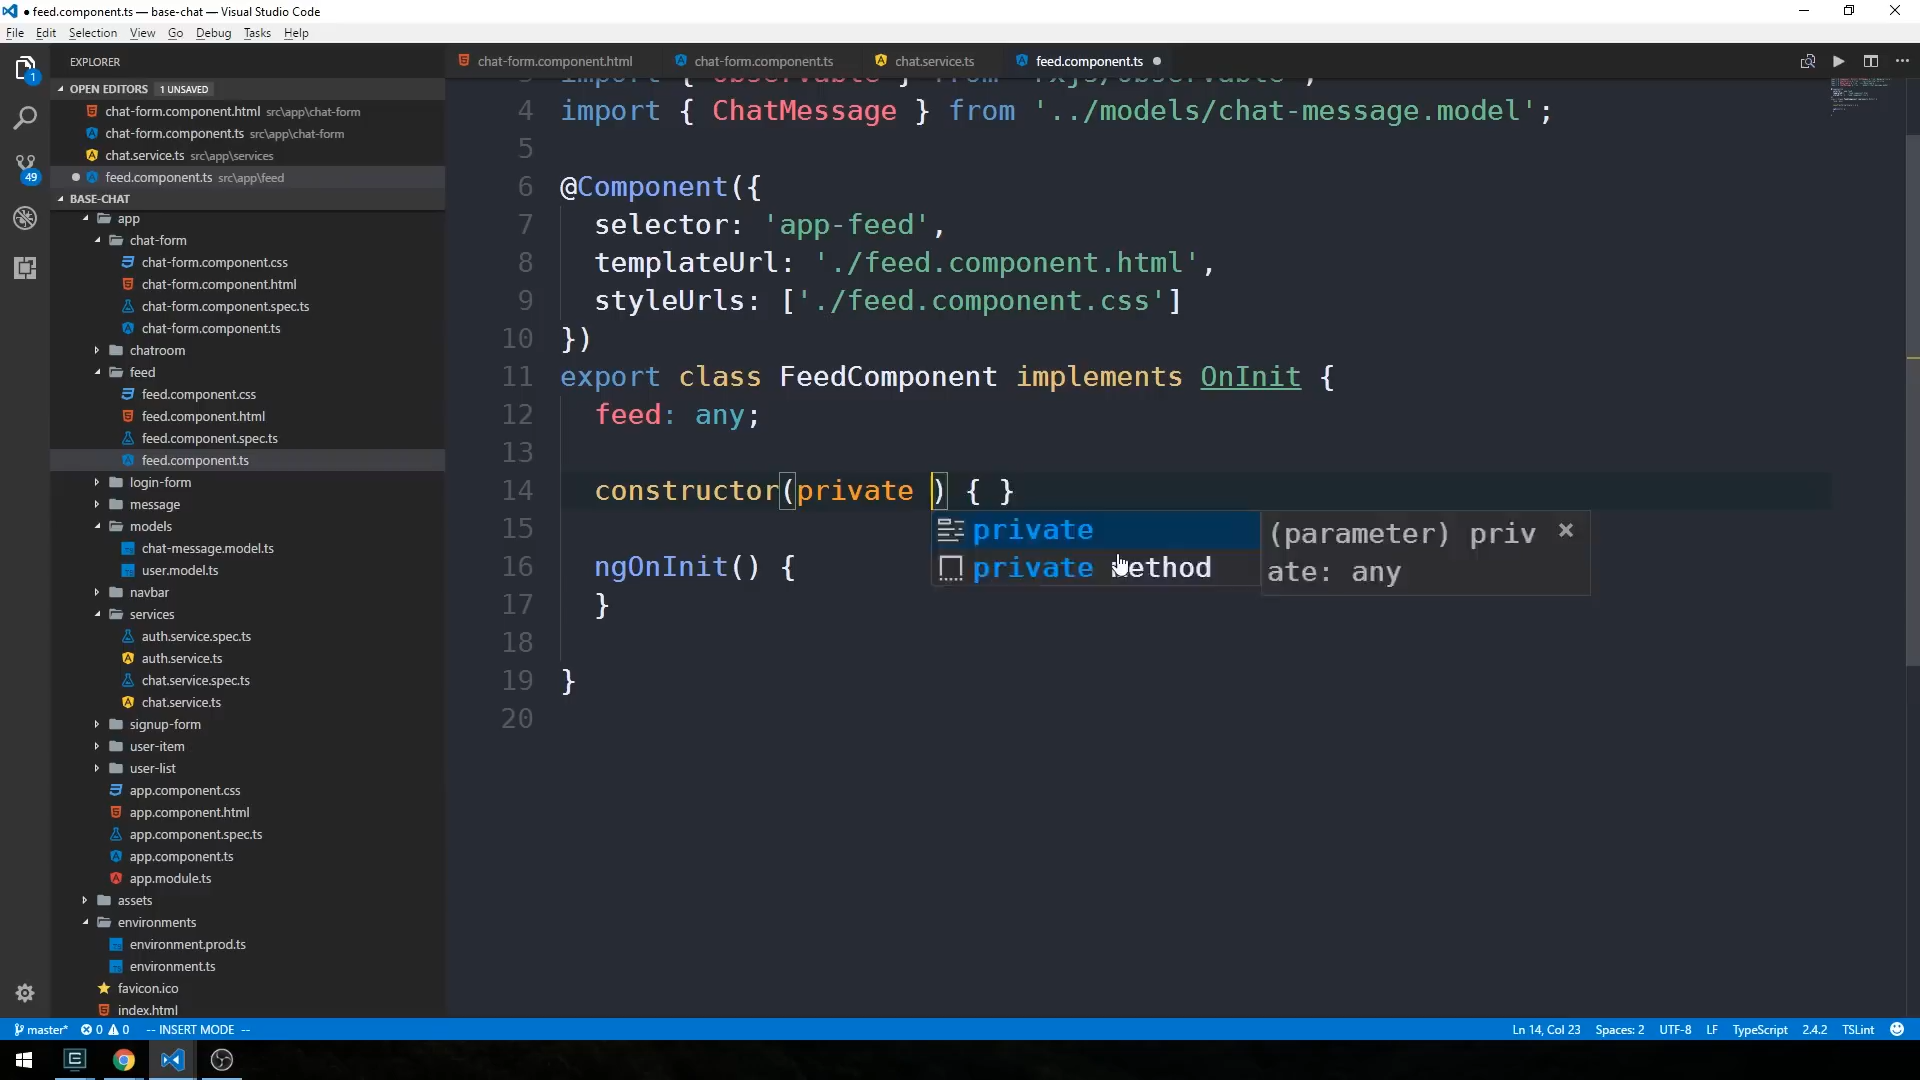 feed.component.ts — base-chat — Visual Studio Code
File Edit Selection View Go Debug Tasks Help
EXPLORER
chat-form.component.html chat-form.component.ts chat.service.ts feed.component.ts
OPEN EDITORS 1 UNSAVED
chat-form.component.html src\app\chat-form
chat-form.component.ts src\app\chat-form
chat.service.ts src\app\services
feed.component.ts src\app\feed
BASE-CHAT
app
chat-form
chat-form.component.css
chat-form.component.html
chat-form.component.spec.ts
chat-form.component.ts
chatroom
feed
feed.component.css
feed.component.html
feed.component.spec.ts
feed.component.ts
login-form
message
models
chat-message.model.ts
user.model.ts
navbar
services
auth.service.spec.ts
auth.service.ts
chat.service.spec.ts
chat.service.ts
signup-form
user-item
user-list
app.component.css
app.component.html
app.component.spec.ts
app.component.ts
app.module.ts
assets
environments
environment.prod.ts
environment.ts
favicon.ico
index.html
1
49
4 import { ChatMessage } from '../models/chat-message.model';
5
6 @Component({
7 selector: 'app-feed',
8 templateUrl: './feed.component.html',
9 styleUrls: ['./feed.component.css']
10 })
11 export class FeedComponent implements OnInit {
12 feed: any;
13
14 constructor(private ) { }
15
16 ngOnInit() {
17 }
18
19 }
20
private
private method
(parameter) priv
ate: any
master* 0 0 -- INSERT MODE -- Ln 14, Col 23 Spaces: 2 UTF-8 LF TypeScript 2.4.2 TSLint